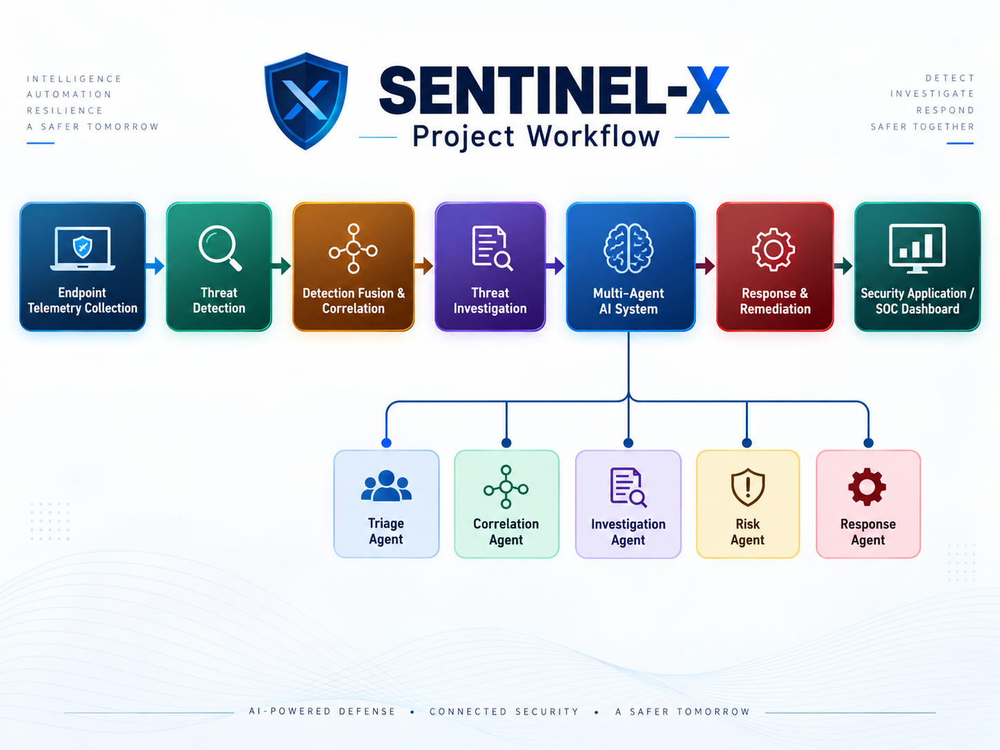 INTELLIGENCE
AUTOMATION
RESILIENCE
A SAFER TOMORROW
SENTINEL-X
Project Workflow
DETECT
INVESTIGATE
RESPOND
SAFER TOGETHER
Endpoint
Telemetry Collection
Threat
Detection
Detection Fusion &
Correlation
Threat
Investigation
Multi-Agent
AI System
Response &
Remediation
Security Application /
SOC Dashboard
Triage
Agent
Correlation
Agent
Investigation
Agent
Risk
Agent
Response
Agent
AI-POWERED DEFENSE • CONNECTED SECURITY • A SAFER TOMORROW